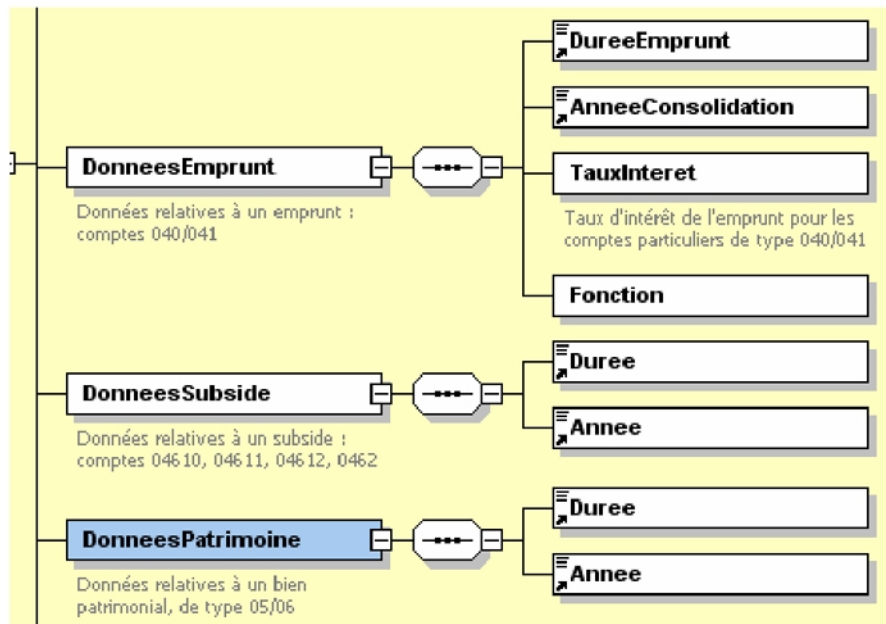 DureeEmprunt
AnneeConsolidation
DonneesEmprunt
Données relatives à un emprunt :
comptes 040/041
TauxInteret
Taux d'intérêt de l'emprunt pour les
comptes particuliers de type 040/041
Fonction
DonneesSubside
Données relatives à un subside :
comptes 04610, 04611, 04612, 0462
Duree
Annee
DonneesPatrimoine
Données relatives à un bien
patrimonial, de type 05/06
Duree
Annee